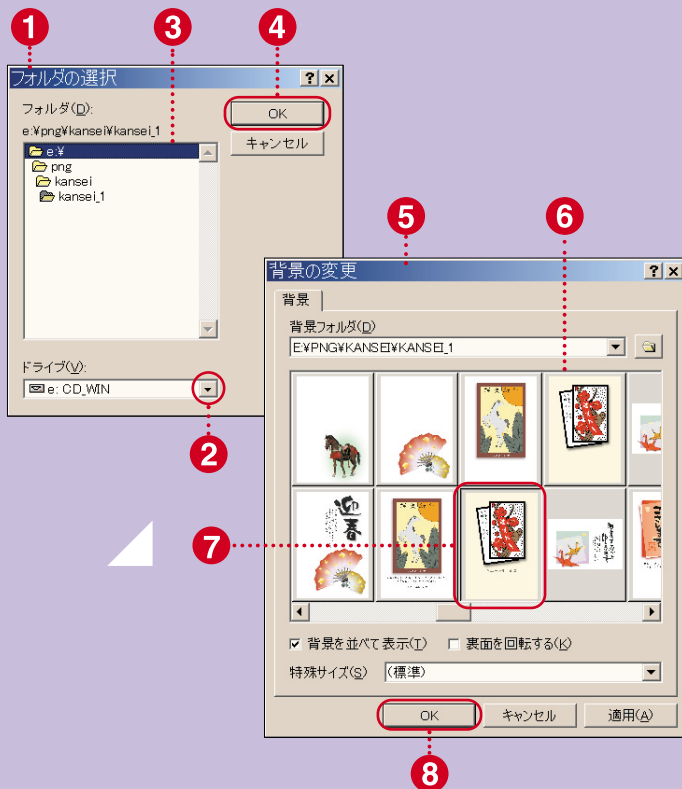 1
3
4
フォルダの選択
フォルダ(D):
OK
e:¥png¥kansei¥kansei_1
キャンセル
e:¥
png
kansei
kansei_1
ドライブ(V):
e: CD_WIN
2
5
6
背景の変更
背景
背景フォルダ(D)
E:¥PNG¥KANSEI¥KANSEI_1
迎春
7
背景を並べて表示(T)
裏面を回転する(K)
特殊サイズ(S)
(標準)
OK
キャンセル
適用(A)
8